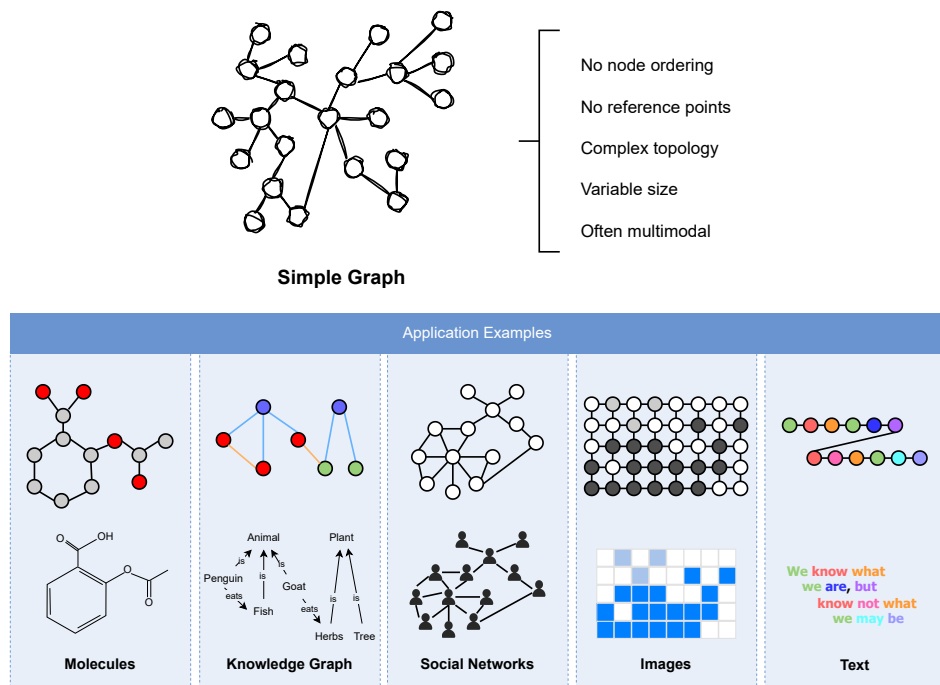 No node ordering
No reference points
Complex topology
Variable size
Often multimodal
Simple Graph
Application Examples
O
OH
O
O
Molecules
Animal
Plant
is
is
is
Penguin
eats
Goat
Fish
eats
is
is
Herbs
Tree
Knowledge Graph
Social Networks
Images
We know what
we are, but
know not what
we may be
Text